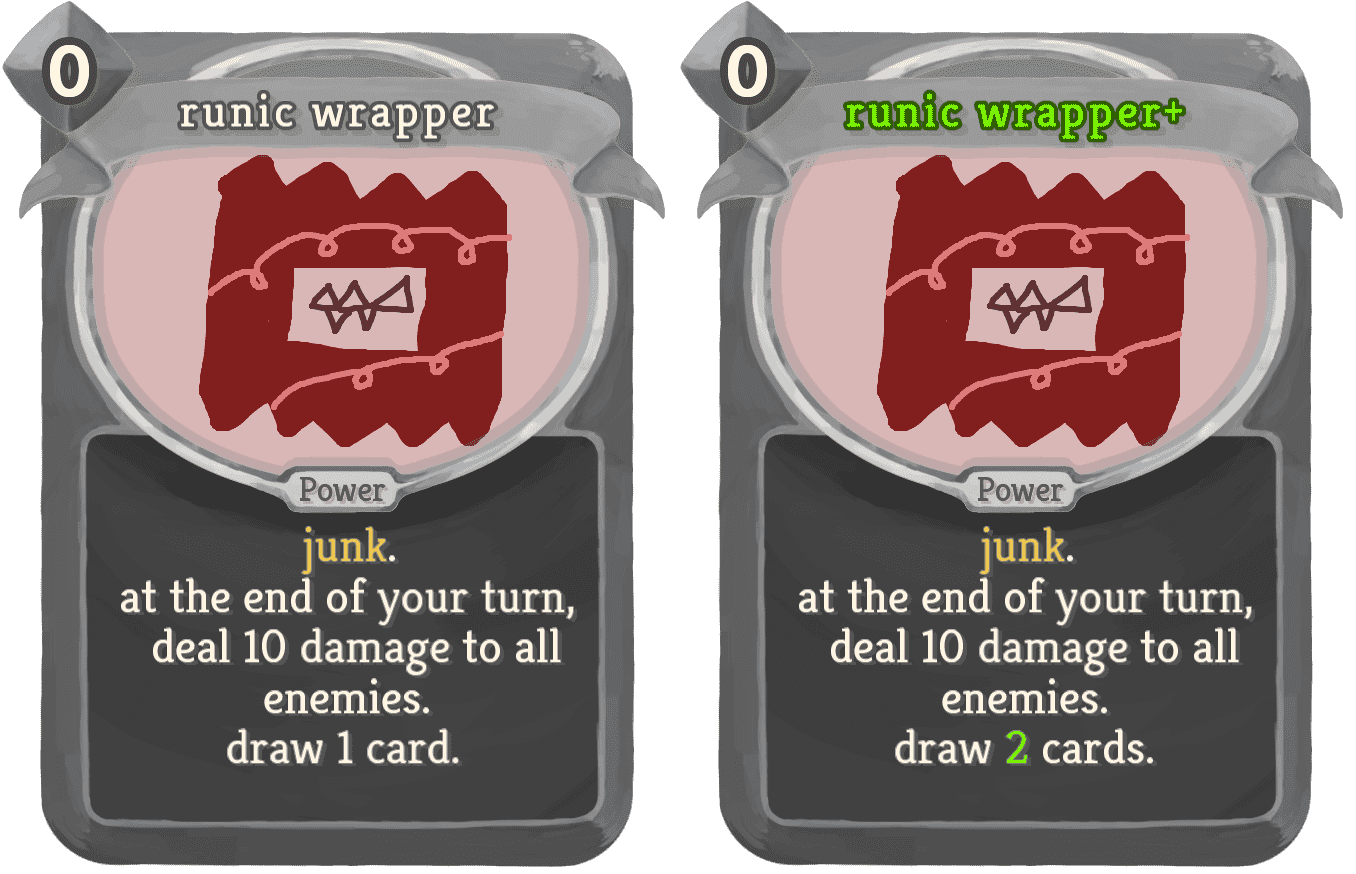 0
runic wrapper
Power
junk.
at the end of your turn,
deal 10 damage to all
enemies.
draw 1 card.
0
runic wrapper+
Power
junk.
at the end of your turn,
deal 10 damage to all
enemies.
draw 2 cards.